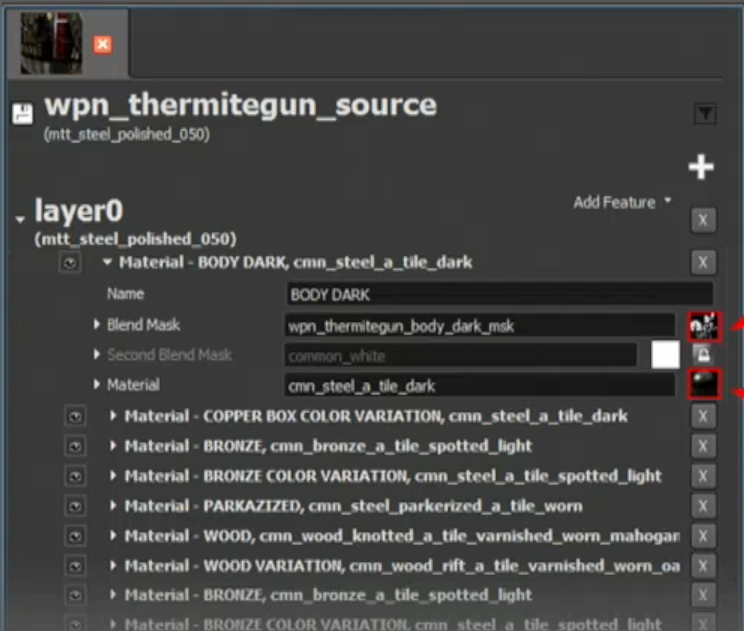 wpn_thermitegun_source
(mtt_steel_polished_050)
Add Feature
layer0
X
(mtt_steel_polished_050)
Material - BODY DARK, cmn_steel_a_tile_dark X
Name BODY DARK
Blend Mask wpn_thermitegun_body_dark_msk
Second Blend Mask common_white
Material cmn_steel_a_tile_dark
Material - COPPER BOX COLOR VARIATION, cmn_steel_a_tile_dark X
Material - BRONZE, cmn_bronze_a_tile_spotted_light X
Material - BRONZE COLOR VARIATION, cmn_steel_a_tile_spotted_light X
Material - PARKAZIZED, cmn_steel_parkerized_a_tile_worn X
Material - WOOD, cmn_wood_knotted_a_tile_varnished_worn_mahogan X
Material - WOOD VARIATION, cmn_wood_rift_a_tile_varnished_worn_oa X
Material - BRONZE, cmn_bronze_a_tile_spotted_light X
Material - BRONZE COLOR VARIATION, cmn_steel_a_tile_spotted_light X